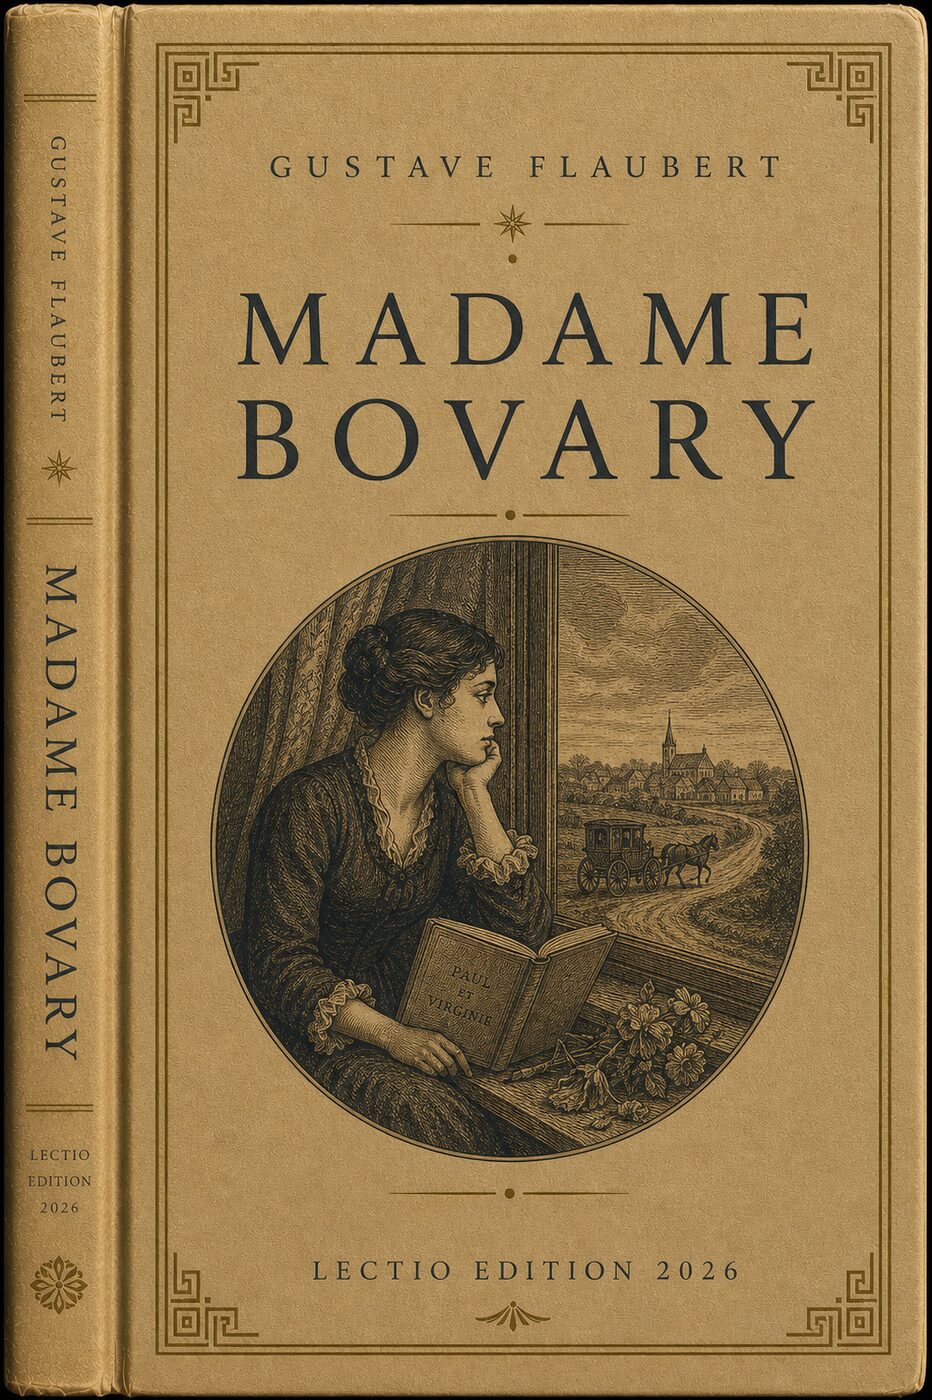 GUSTAVE FLAUBERT
MADAME BOVARY
LECTIO
EDITION
2026
GUSTAVE FLAUBERT
MADAME
BOVARY
PAUL
ET
VIRGINIE
LECTIO EDITION 2026